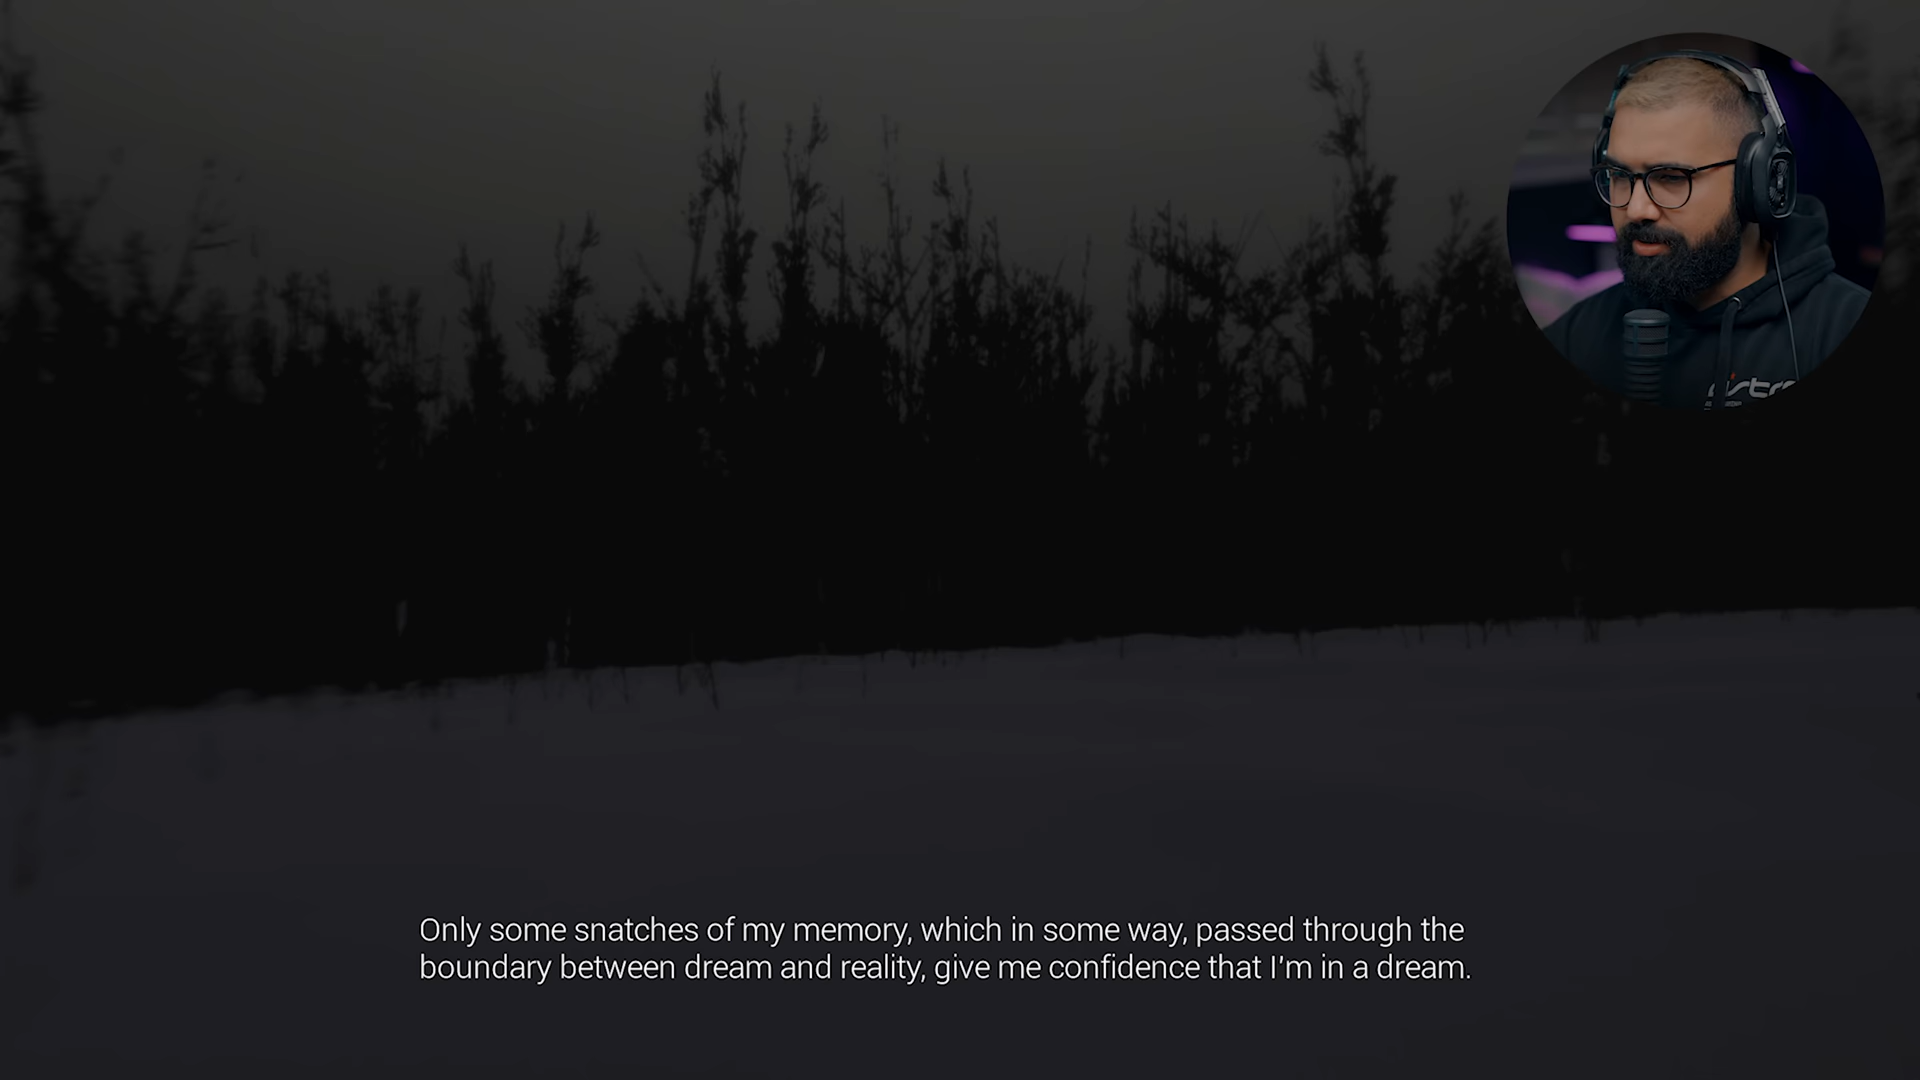 Only some snatches of my memory, which in some way, passed through the
boundary between dream and reality, give me confidence that I'm in a dream.